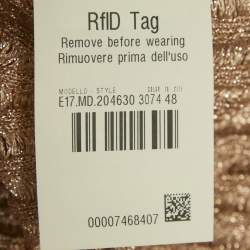 RfID Tag
Remove before wearing
Rimuovere prima dell'uso
MODELLO STYLE
E17.MD.204630 3074 48
00007468407